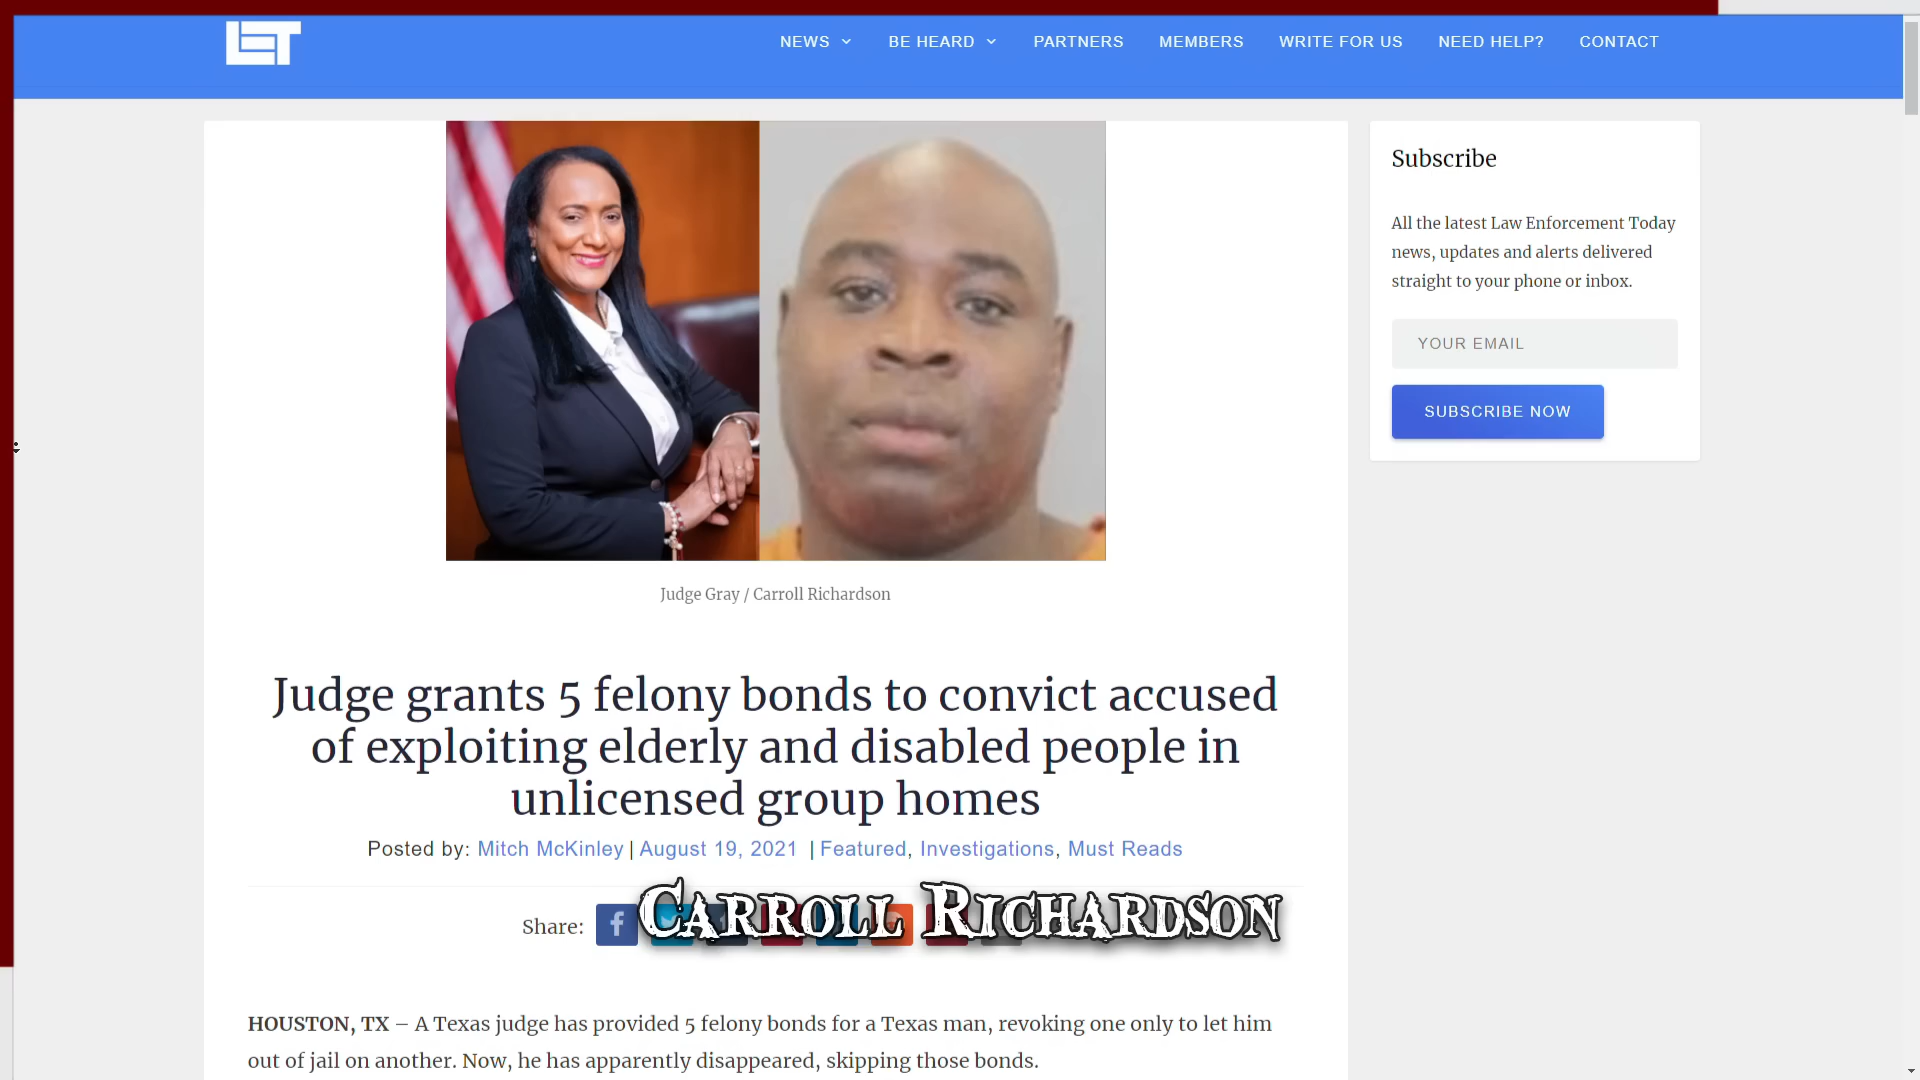 LET
NEWS BE HEARD PARTNERS MEMBERS WRITE FOR US NEED HELP? CONTACT
Subscribe
All the latest Law Enforcement Today
news, updates and alerts delivered
straight to your phone or inbox.
YOUR EMAIL
SUBSCRIBE NOW
Judge Gray / Carroll Richardson
Judge grants 5 felony bonds to convict accused
of exploiting elderly and disabled people in
unlicensed group homes
Posted by: Mitch McKinley | August 19, 2021 | Featured, Investigations, Must Reads
Share:
Carroll Richardson
HOUSTON, TX – A Texas judge has provided 5 felony bonds for a Texas man, revoking one only to let him
out of jail on another. Now, he has apparently disappeared, skipping those bonds.